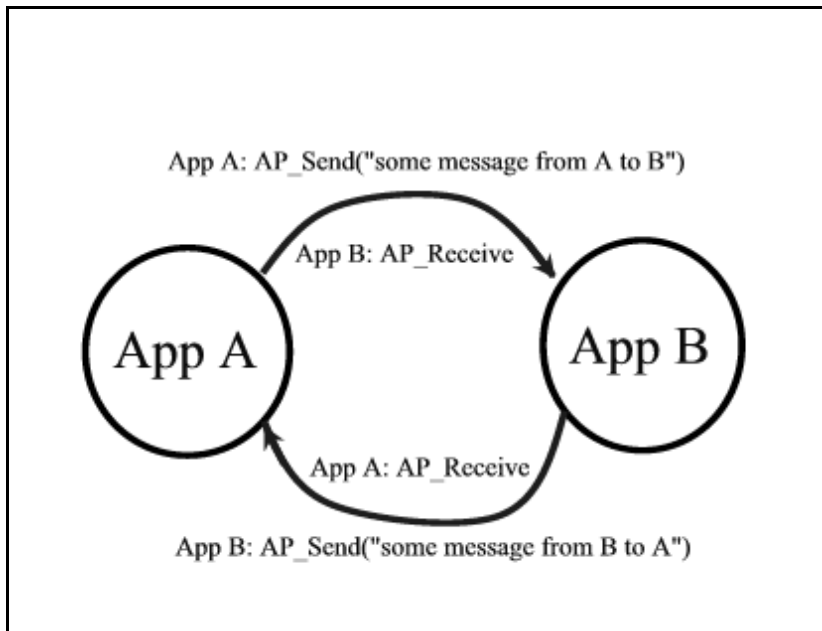 App A: AP_Send("some message from A to B")
App B: AP_Receive
App A
App B
App A: AP_Receive
App B: AP_Send("some message from B to A")